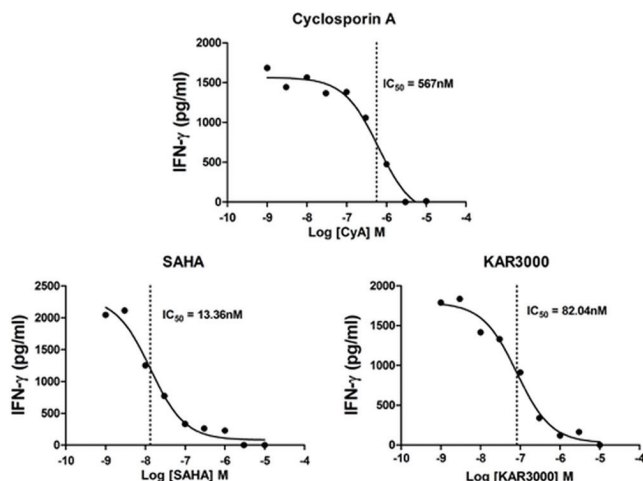 Cyclosporin A
IFN-γ (pg/ml)
2000
1500
1000
500
0
IC50 = 567nM
-10 -9 -8 -7 -6 -5 -4
Log [CyA] M
SAHA
IFN-γ (pg/ml)
2500
2000
1500
1000
500
0
IC50 = 13.36nM
-10 -9 -8 -7 -6 -5 -4
Log [SAHA] M
KAR3000
IFN-γ (pg/ml)
2000
1500
1000
500
0
IC50 = 82.04nM
-10 -9 -8 -7 -6 -5 -4
Log [KAR3000] M